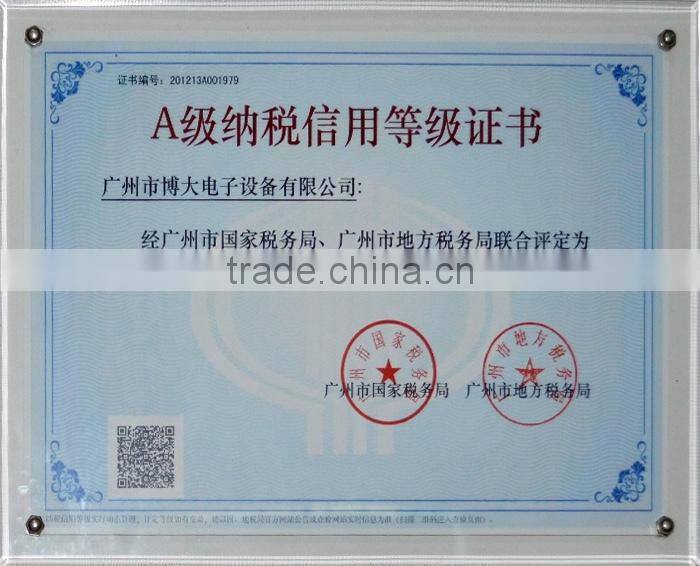 证书编号：201213A001979
A级纳税信用等级证书
广州市博大电子设备有限公司:
经广州市国家税务局、广州市地方税务局联合评定为
trade.china.cn
广州市国家税务局
广州市地方税务局
广州市国家税务局 广州市地方税务局